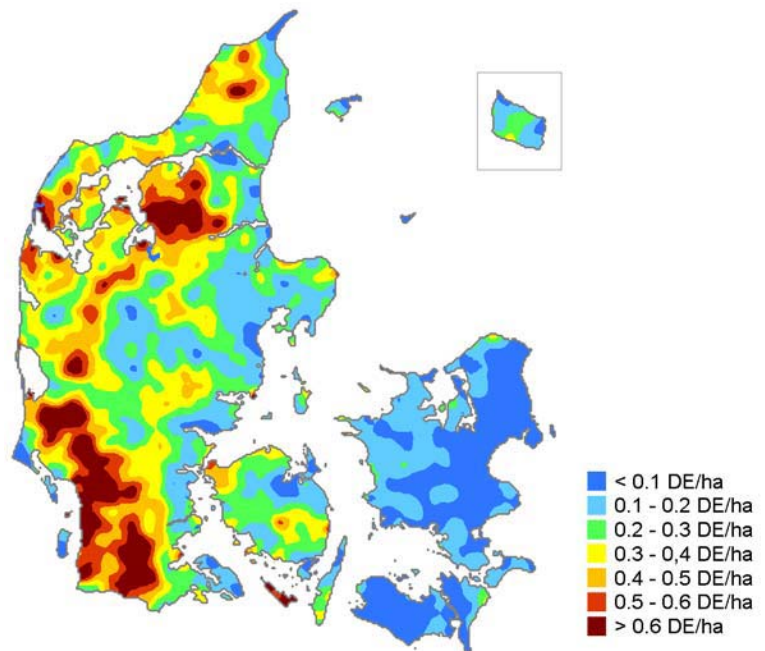 < 0.1 DE/ha
0.1 - 0.2 DE/ha
0.2 - 0.3 DE/ha
0.3 - 0,4 DE/ha
0.4 - 0.5 DE/ha
0.5 - 0.6 DE/ha
> 0.6 DE/ha